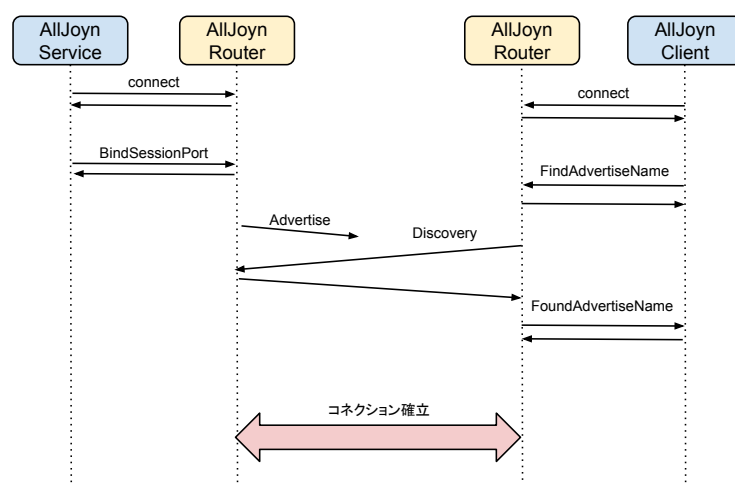 AllJoyn
Service
AllJoyn
Router
AllJoyn
Router
AllJoyn
Client
connect
connect
BindSessionPort
FindAdvertiseName
Advertise
Discovery
FoundAdvertiseName
コネクション確立